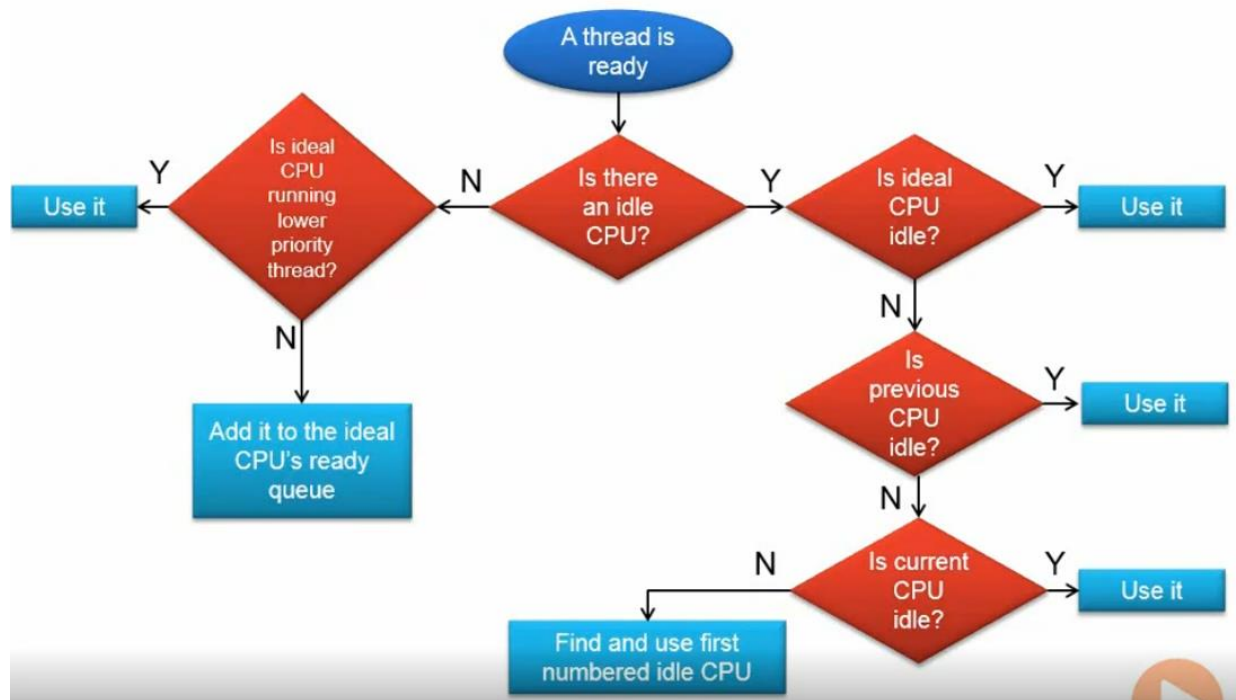 A thread is
ready
Is there
an idle
CPU?
N
Y
Is ideal
CPU
running
lower
priority
thread?
Y
Use it
N
Add it to the ideal
CPU's ready
queue
Is ideal
CPU
idle?
Y
Use it
N
Is
previous
CPU
idle?
Y
Use it
N
Is current
CPU
idle?
Y
Use it
N
Find and use first
numbered idle CPU